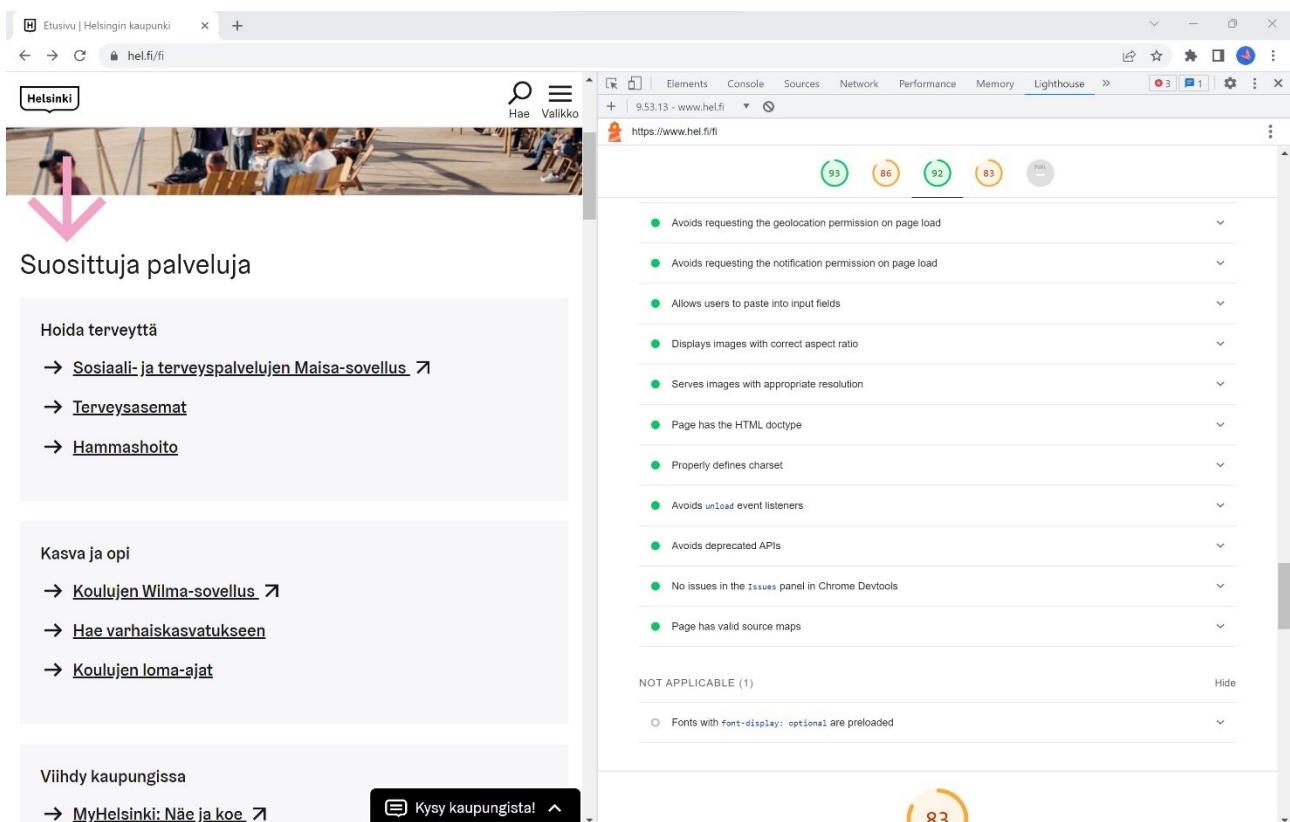 Etusivu | Helsingin kaupunki
hel.fi/fi
Helsinki
Hae
Valikko
Suosittuja palveluja
Hoida terveyttä
Sosiaali- ja terveyspalvelujen Maisa-sovellus
Terveysasemat
Hammashoito
Kasva ja opi
Koulujen Wilma-sovellus
Hae varhaiskasvatukseen
Koulujen loma-ajat
Viihdy kaupungissa
MyHelsinki: Näe ja koe
Kysy kaupungista!
Elements Console Sources Network Performance Memory Lighthouse » 3 1
9.53.13 - www.hel.fi
https://www.hel.fi/fi
93 86 92 83
Avoids requesting the geolocation permission on page load
Avoids requesting the notification permission on page load
Allows users to paste into input fields
Displays images with correct aspect ratio
Serves images with appropriate resolution
Page has the HTML doctype
Properly defines charset
Avoids unload event listeners
Avoids deprecated APIs
No issues in the Issues panel in Chrome Devtools
Page has valid source maps
NOT APPLICABLE (1) Hide
Fonts with font-display: optional are preloaded
83